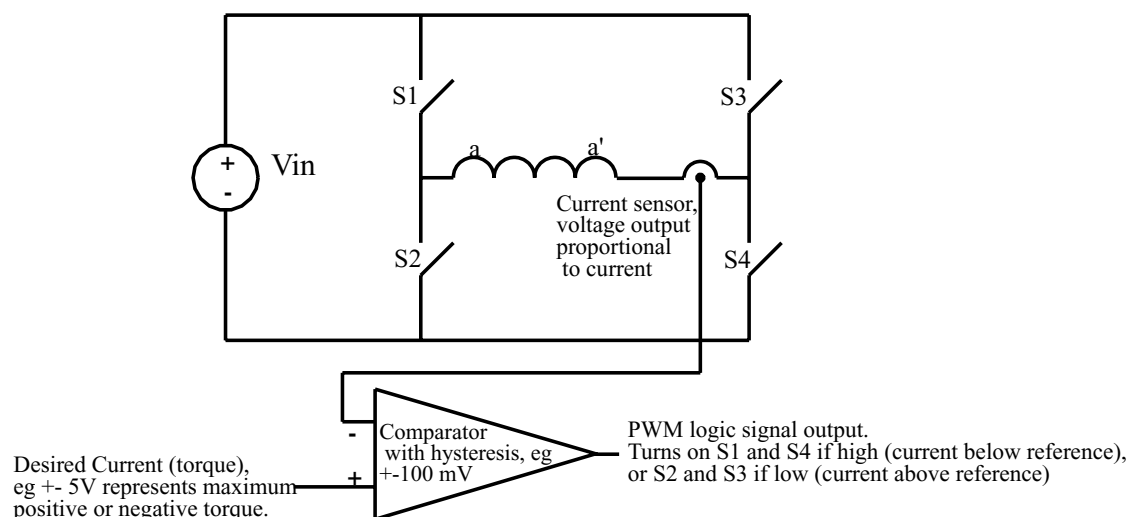 S1
S3
+
-
Vin
a
a'
Current sensor,
voltage output
proportional
to current
S2
S4
-
Comparator
with hysteresis, eg
+-100 mV
+
PWM logic signal output.
Turns on S1 and S4 if high (current below reference),
or S2 and S3 if low (current above reference)
Desired Current (torque),
eg +- 5V represents maximum
positive or negative torque.